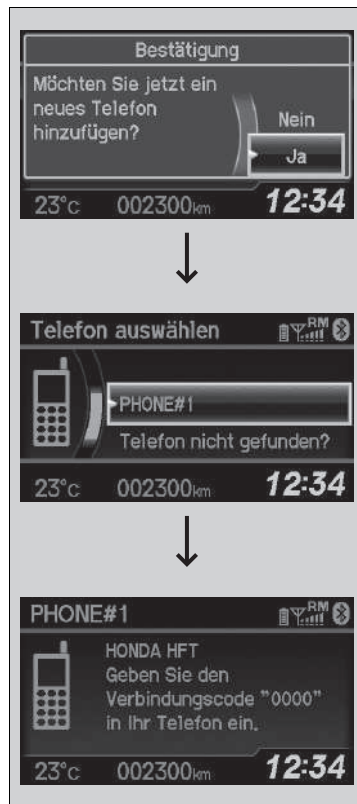 Bestätigung
Möchten Sie jetzt ein
neues Telefon
hinzufügen?
Nein
Ja
23°c 002300km 12:34
Telefon auswählen
RM
PHONE#1
Telefon nicht gefunden?
23°c 002300km 12:34
PHONE#1
RM
HONDA HFT
Geben Sie den
Verbindungscode "0000"
in Ihr Telefon ein.
23°c 002300km 12:34